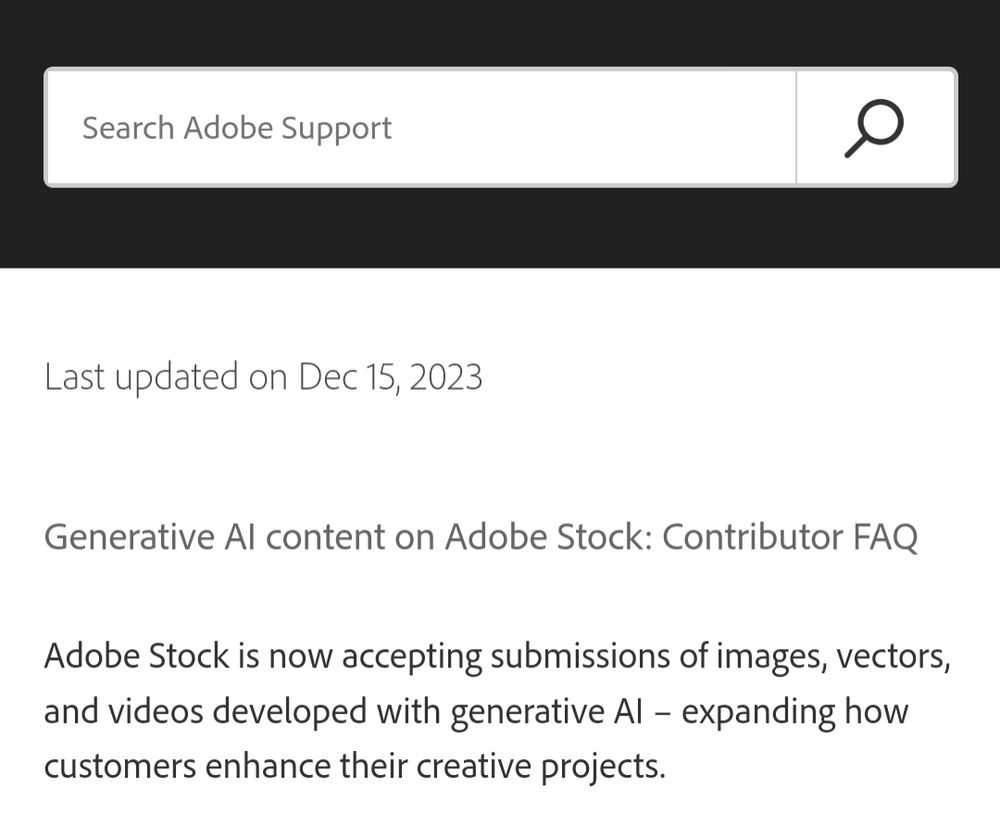 Search Adobe Support
Last updated on Dec 15, 2023
Generative AI content on Adobe Stock: Contributor FAQ
Adobe Stock is now accepting submissions of images, vectors,
and videos developed with generative AI – expanding how
customers enhance their creative projects.